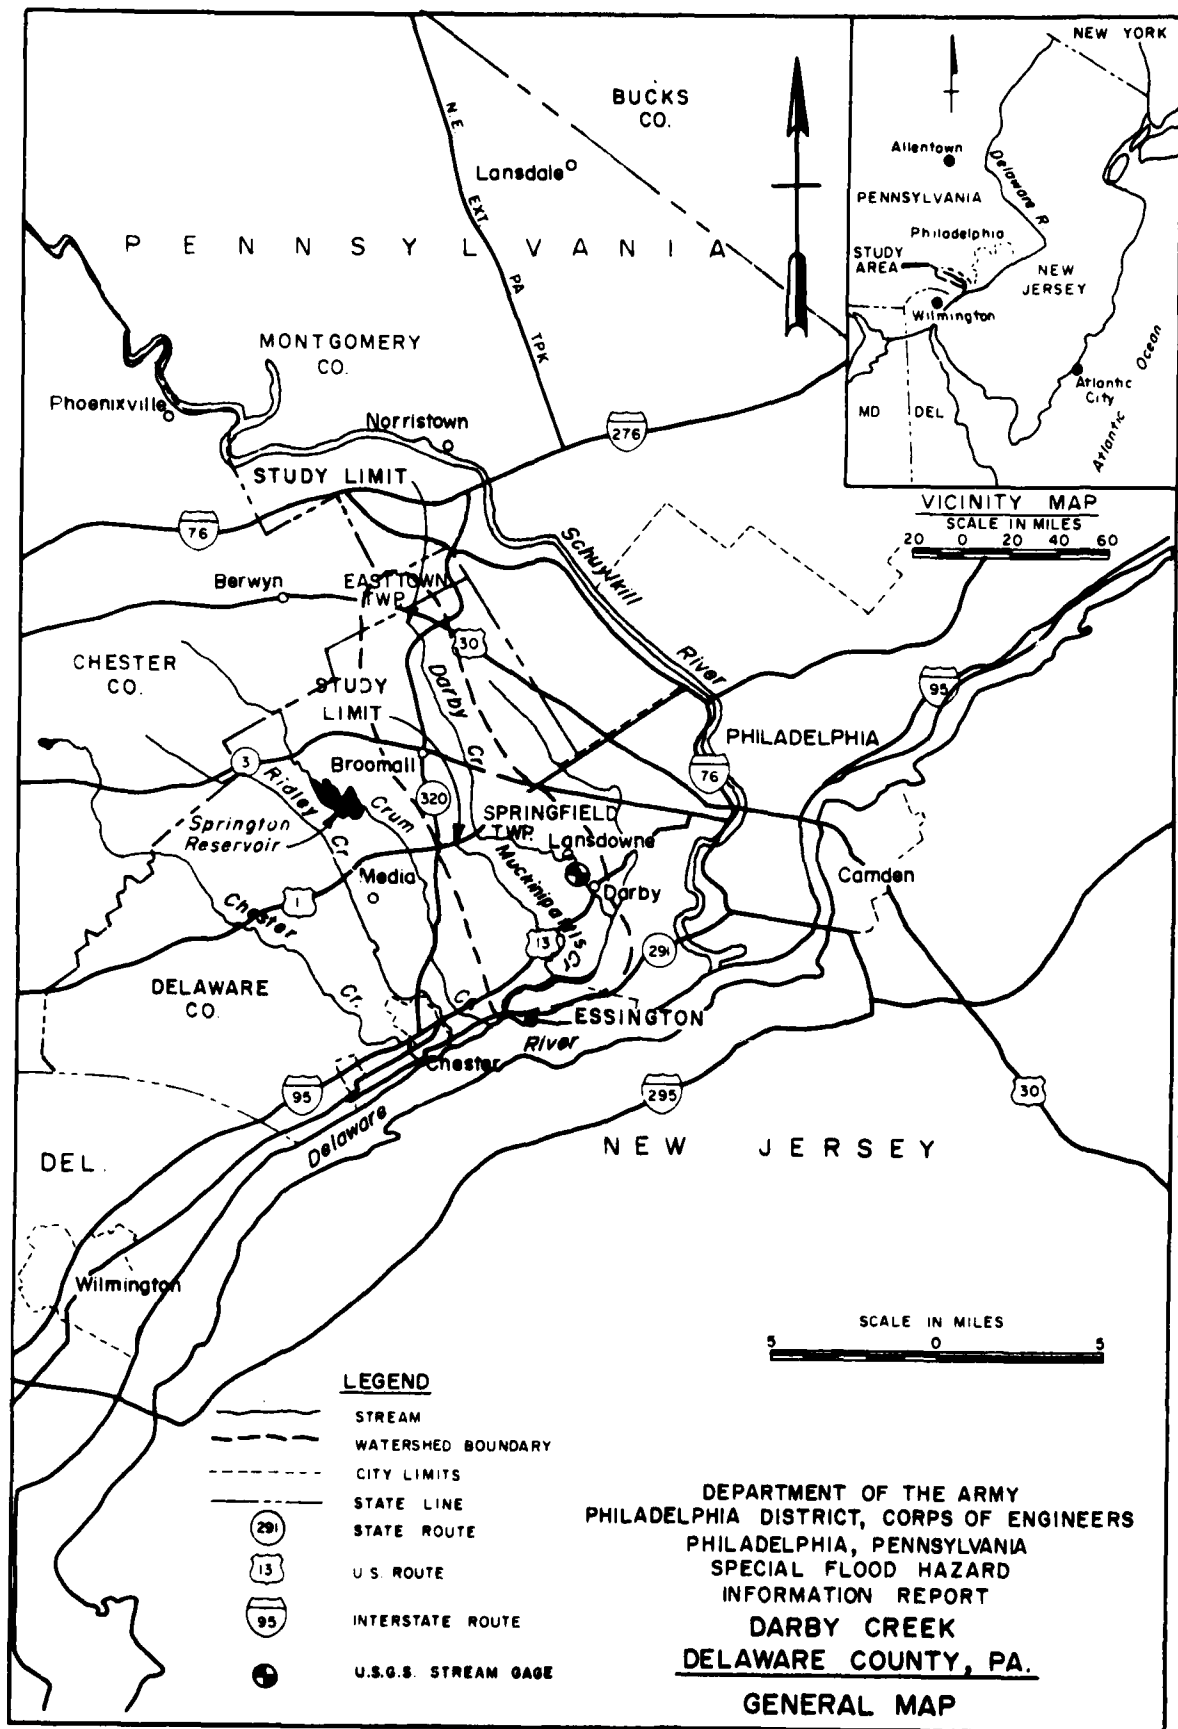 NEW YORK
Allentown
Delaware R
PENNSYLVANIA
Philadelphia
STUDY
AREA
NEW
JERSEY
Wilmington
Atlantic
City
Atlantic Ocean
MD
DEL
VICINITY MAP
SCALE IN MILES
20 0 20 40 60
BUCKS
CO.
N.E. EXT. PA TPK
Lansdale
PENNSYLVANIA
MONTGOMERY
CO.
Phoenixville
Norristown
276
STUDY LIMIT
76
Schuylkill River
Berwyn
EASTTOWN
TWP.
30
CHESTER
CO.
STUDY
LIMIT
Darby Cr.
95
PHILADELPHIA
3
Broomall
76
Ridley Cr.
Crum Cr.
320
SPRINGFIELD
TWP.
Springton
Reservoir
Lansdowne
Muckinipattis Cr.
Media
Darby
Camden
1
Chester Cr.
13
291
DELAWARE
CO.
ESSINGTON
Chester
Delaware River
95
295
30
NEW JERSEY
DEL.
Wilmington
SCALE IN MILES
5 0 5
LEGEND
STREAM
WATERSHED BOUNDARY
CITY LIMITS
STATE LINE
291 STATE ROUTE
13 U.S. ROUTE
95 INTERSTATE ROUTE
U.S.G.S. STREAM GAGE
DEPARTMENT OF THE ARMY
PHILADELPHIA DISTRICT, CORPS OF ENGINEERS
PHILADELPHIA, PENNSYLVANIA
SPECIAL FLOOD HAZARD
INFORMATION REPORT
DARBY CREEK
DELAWARE COUNTY, PA.
GENERAL MAP